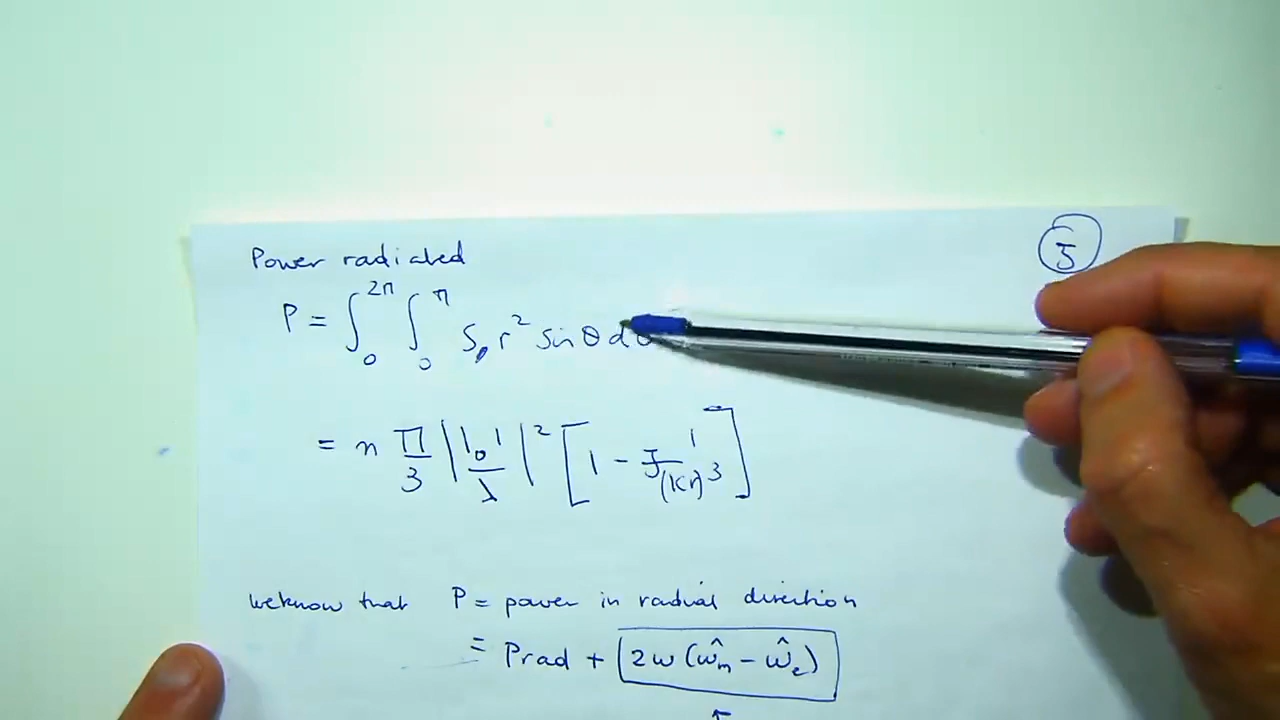 Power radiated
5
P = ∫₀^2π ∫₀^π Sᵣ r² sin θ dθ
= η π/3 |I₀l/λ|² [1 - j 1/(kr)³]
we know that P = power in radial direction
= Prad + 2ω(ŵₘ - ŵₑ)